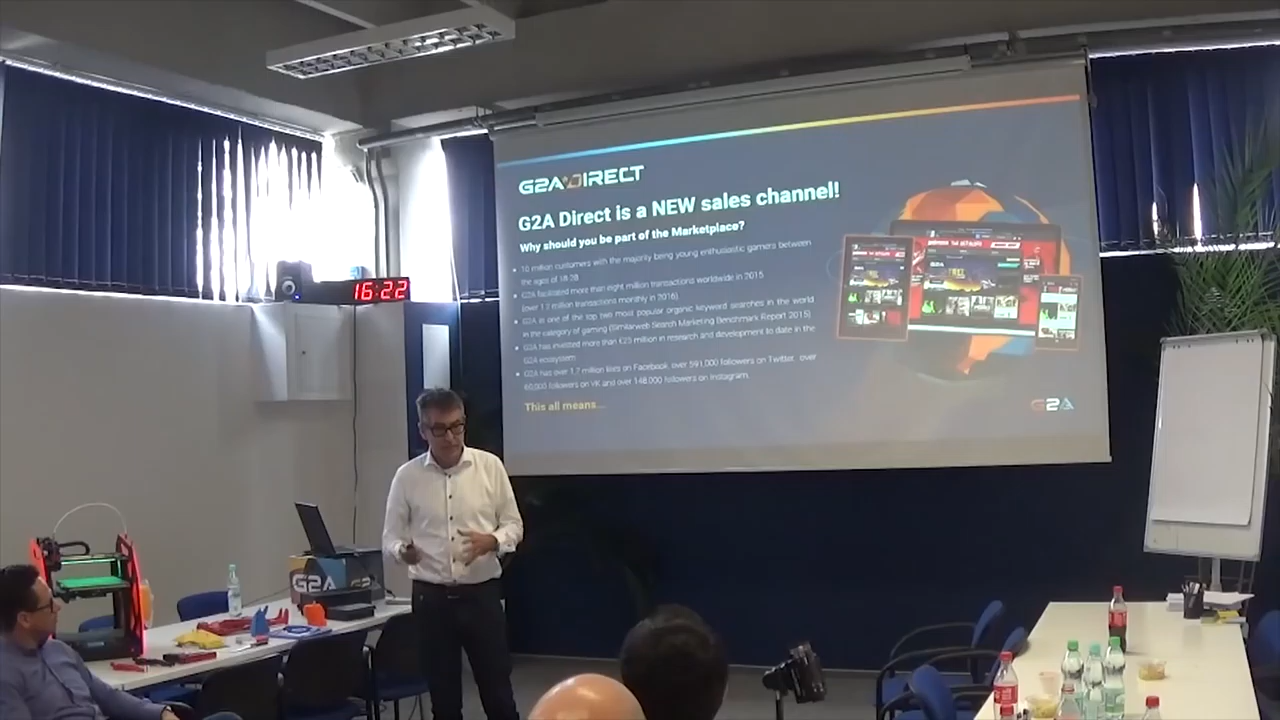 G2A DIRECT
G2A Direct is a NEW sales channel!
Why should you be part of the Marketplace?
10 million customers with the majority being young enthusiastic gamers between
the ages of 18-28
G2A facilitated more than eight million transactions worldwide in 2015
(over 1.2 million transactions monthly in 2016)
G2A is one of the top two most popular organic keyword searches in the world
in the category of gaming (Similarweb Search Marketing Benchmark Report 2015)
G2A has invested more than €25 million in research and development to date in the
G2A ecosystem
G2A has over 1.7 million likes on Facebook, over 591,000 followers on Twitter, over
60,000 followers on VK and over 148,000 followers on Instagram.
This all means...
G2A
16:22
G2A